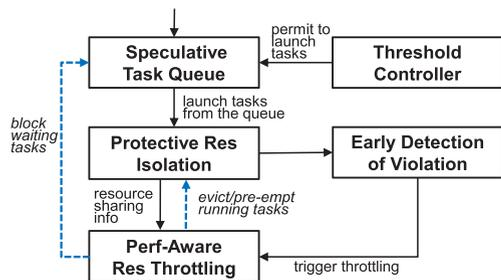 permit to
launch
tasks
Speculative
Task Queue
Threshold
Controller
block
waiting
tasks
launch tasks
from the queue
Protective Res
Isolation
Early Detection
of Violation
resource
sharing
info
evict/pre-empt
running tasks
Perf-Aware
Res Throttling
trigger throttling